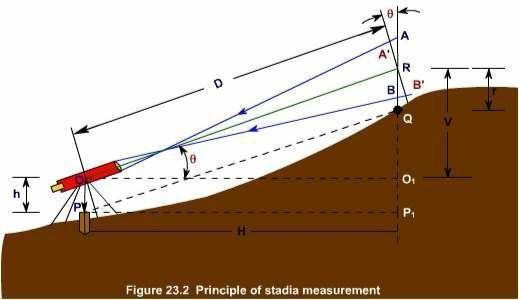 θ
A
A'
R
D
B
B'
r
Q
V
θ
O
O₁
h
P
P₁
H
Figure 23.2 Principle of stadia measurement